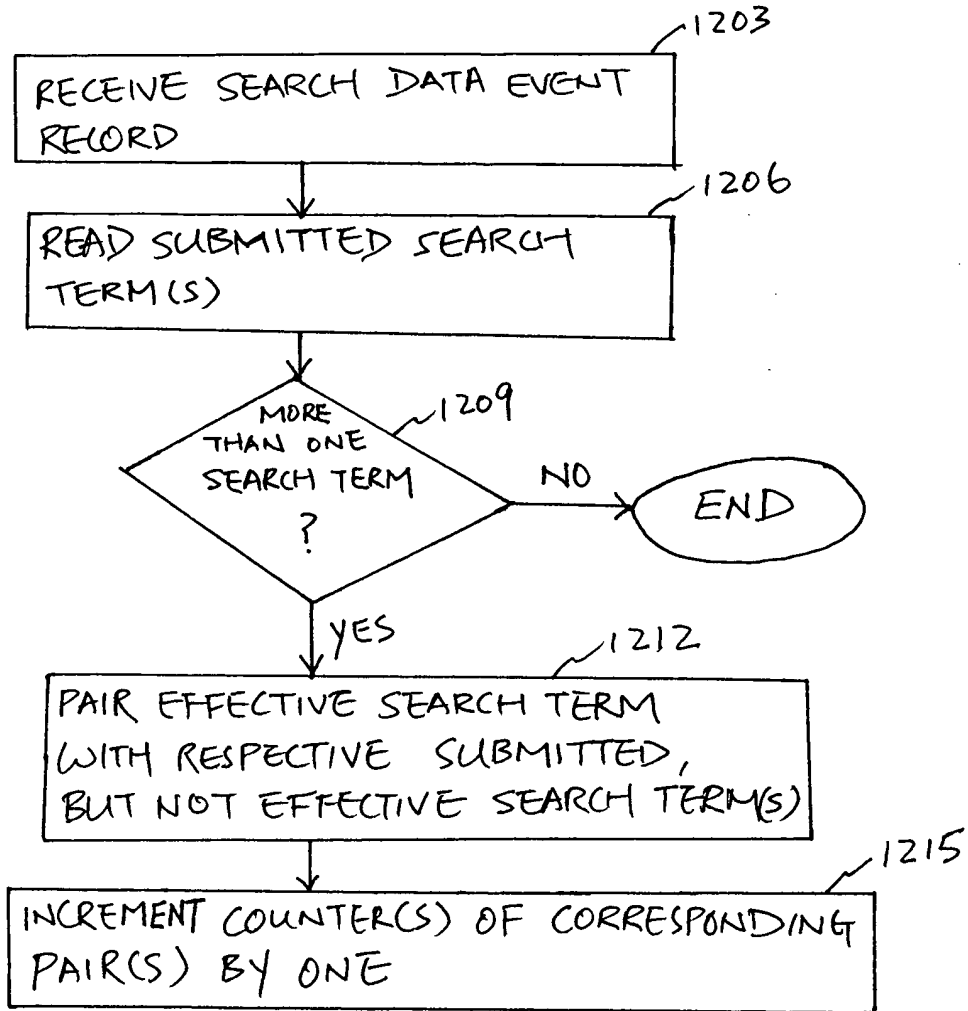 1203
RECEIVE SEARCH DATA EVENT
RECORD
1206
READ SUBMITTED SEARCH
TERM(S)
1209
MORE
THAN ONE
SEARCH TERM
?
NO
END
YES
1212
PAIR EFFECTIVE SEARCH TERM
WITH RESPECTIVE SUBMITTED,
BUT NOT EFFECTIVE SEARCH TERM(S)
1215
INCREMENT COUNTER(S) OF CORRESPONDING
PAIR(S) BY ONE